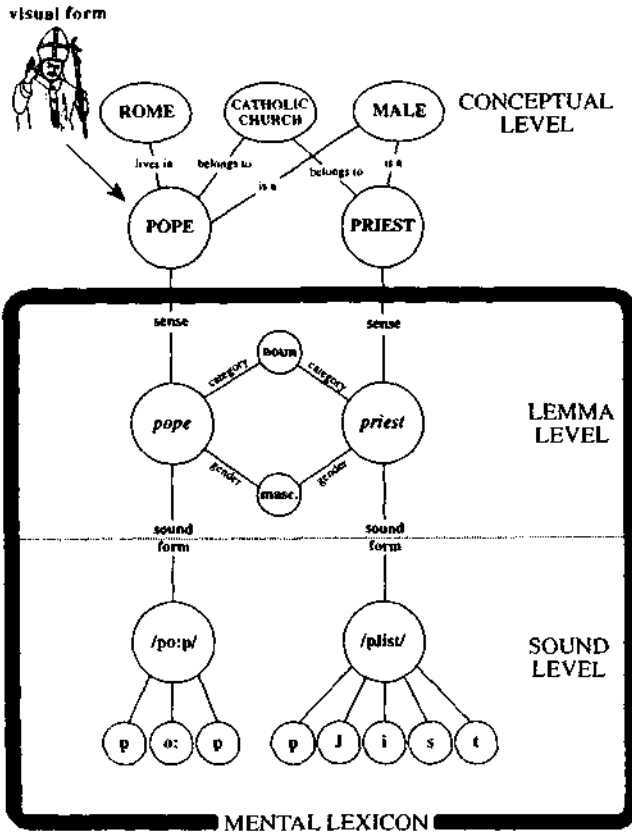 visual form
ROME
CATHOLIC
CHURCH
MALE
CONCEPTUAL
LEVEL
lives in
belongs to
belongs to
is a
is a
POPE
PRIEST
sense
sense
noun
category
category
pope
priest
LEMMA
LEVEL
gender
gender
masc.
sound
form
sound
form
/po:p/
/pJist/
SOUND
LEVEL
p
o:
p
p
J
i
s
t
MENTAL LEXICON